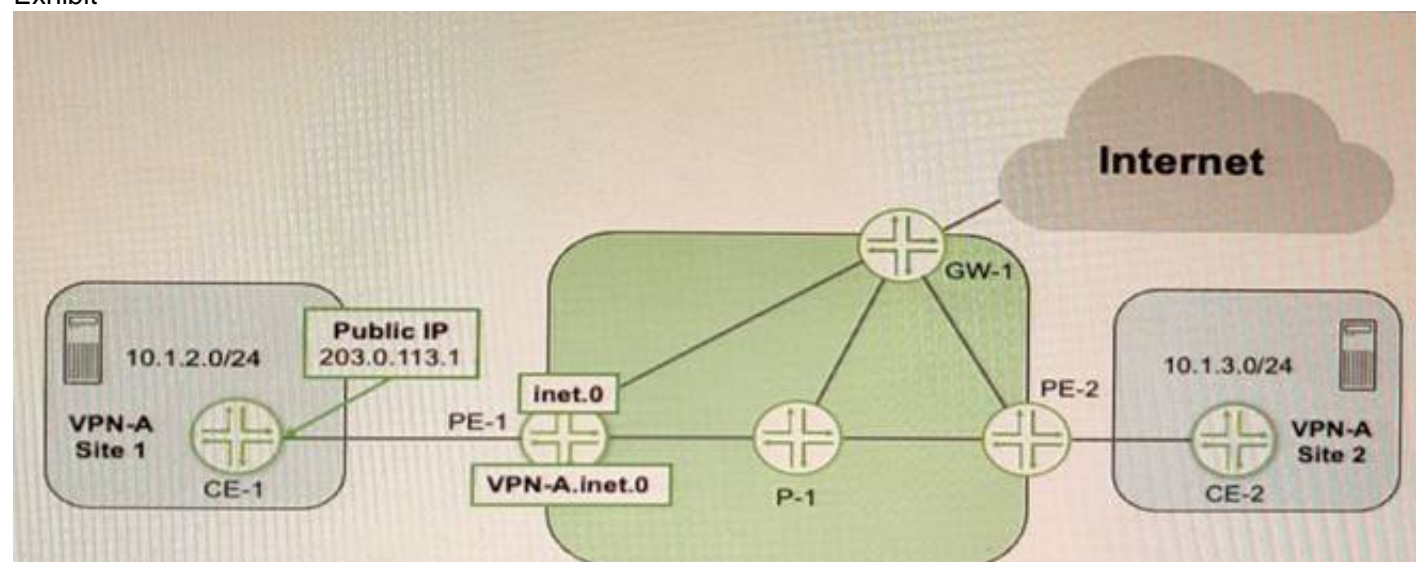 Exhibit
Internet
GW-1
Public IP
203.0.113.1
10.1.2.0/24
10.1.3.0/24
inet.0
PE-1
PE-2
VPN-A
Site 1
VPN-A
Site 2
CE-1
VPN-A.inet.0
P-1
CE-2